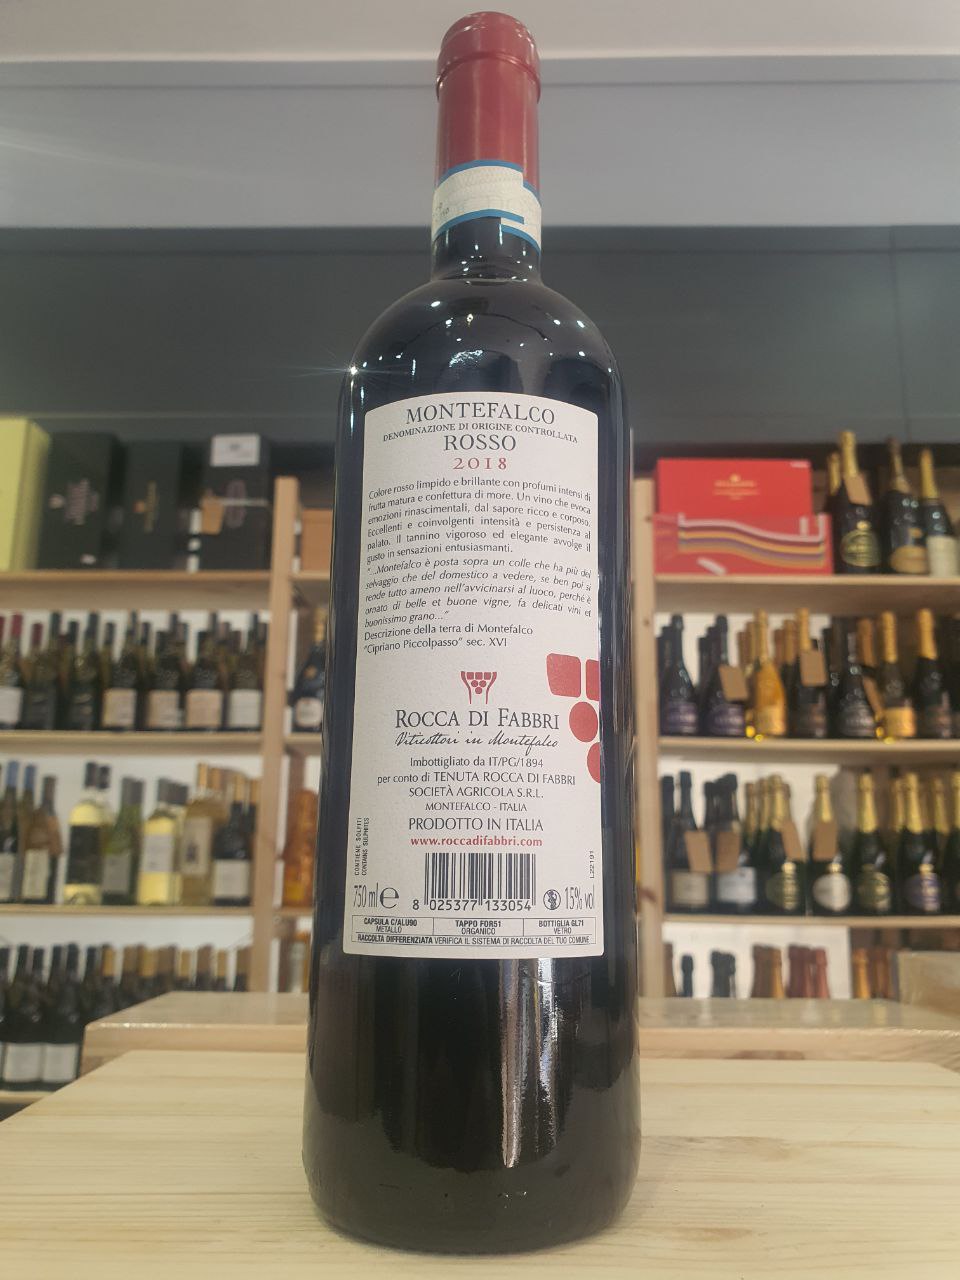 MONTEFALCO
DENOMINAZIONE DI ORIGINE CONTROLLATA
ROSSO
2018
Colore rosso limpido e brillante con profumi intensi di
frutta matura e confettura di more. Un vino che evoca
emozioni rinascimentali, dal sapore ricco e corposo.
Eccellenti e coinvolgenti intensità e persistenza al
palato. Il tannino vigoroso ed elegante avvolge il
gusto in sensazioni entusiasmanti.
"...Montefalco è posta sopra un colle che ha più del
selvaggio che del domestico a vedere, se ben poi si
rende tutto ameno nell'avvicinarsi al luoco, perché è
ornato di belle et buone vigne, fa delicati vini et
buonissimo grano..."
Descrizione della terra di Montefalco
"Cipriano Piccolpasso" sec. XVI
ROCCA DI FABBRI
Viticoltori in Montefalco
Imbottigliato da IT/PG/1894
per conto di TENUTA ROCCA DI FABBRI
SOCIETÀ AGRICOLA S.R.L.
MONTEFALCO - ITALIA
PRODOTTO IN ITALIA
www.roccadifabbri.com
CONTIENE SOLFITI
CONTAINS SULPHITES
L22191
750 ml e
8 025377 133054
15% vol
CAPSULA C/ALU90 TAPPO FOR51 BOTTIGLIA GL71
METALLO ORGANICO VETRO
RACCOLTA DIFFERENZIATA VERIFICA IL SISTEMA DI RACCOLTA DEL TUO COMUNE